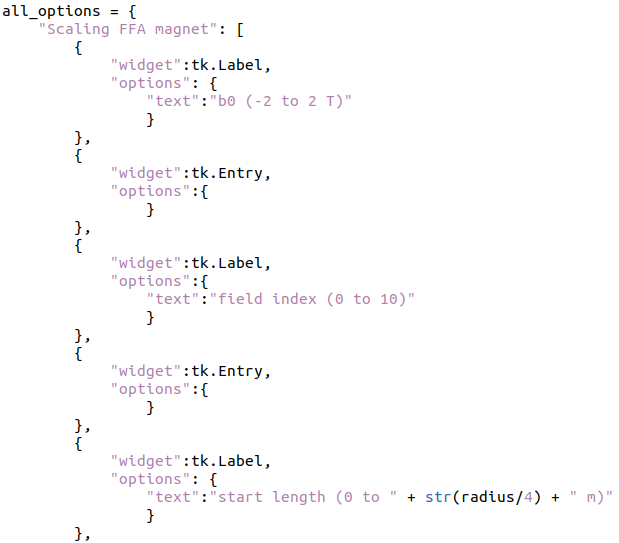 all_options = {
    "Scaling FFA magnet": [
        {
            "widget":tk.Label,
            "options": {
                "text":"b0 (-2 to 2 T)"
                }
        },
        {
            "widget":tk.Entry,
            "options":{
                }
        },
        {
            "widget":tk.Label,
            "options":{
                "text":"field index (0 to 10)"
                }
        },
        {
            "widget":tk.Entry,
            "options":{
                }
        },
        {
            "widget":tk.Label,
            "options": {
                "text":"start length (0 to " + str(radius/4) + " m)"
                }
        },